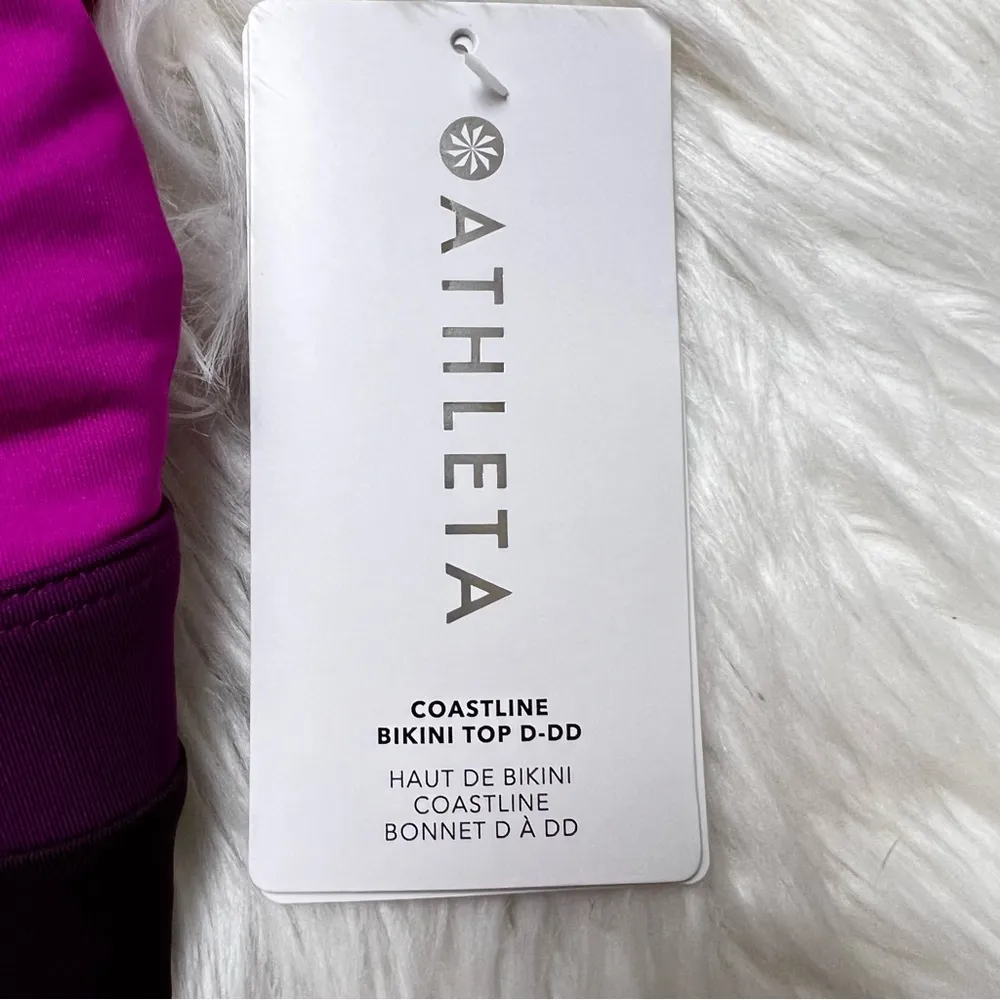 ATHLETA
COASTLINE
BIKINI TOP D-DD
HAUT DE BIKINI
COASTLINE
BONNET D À DD